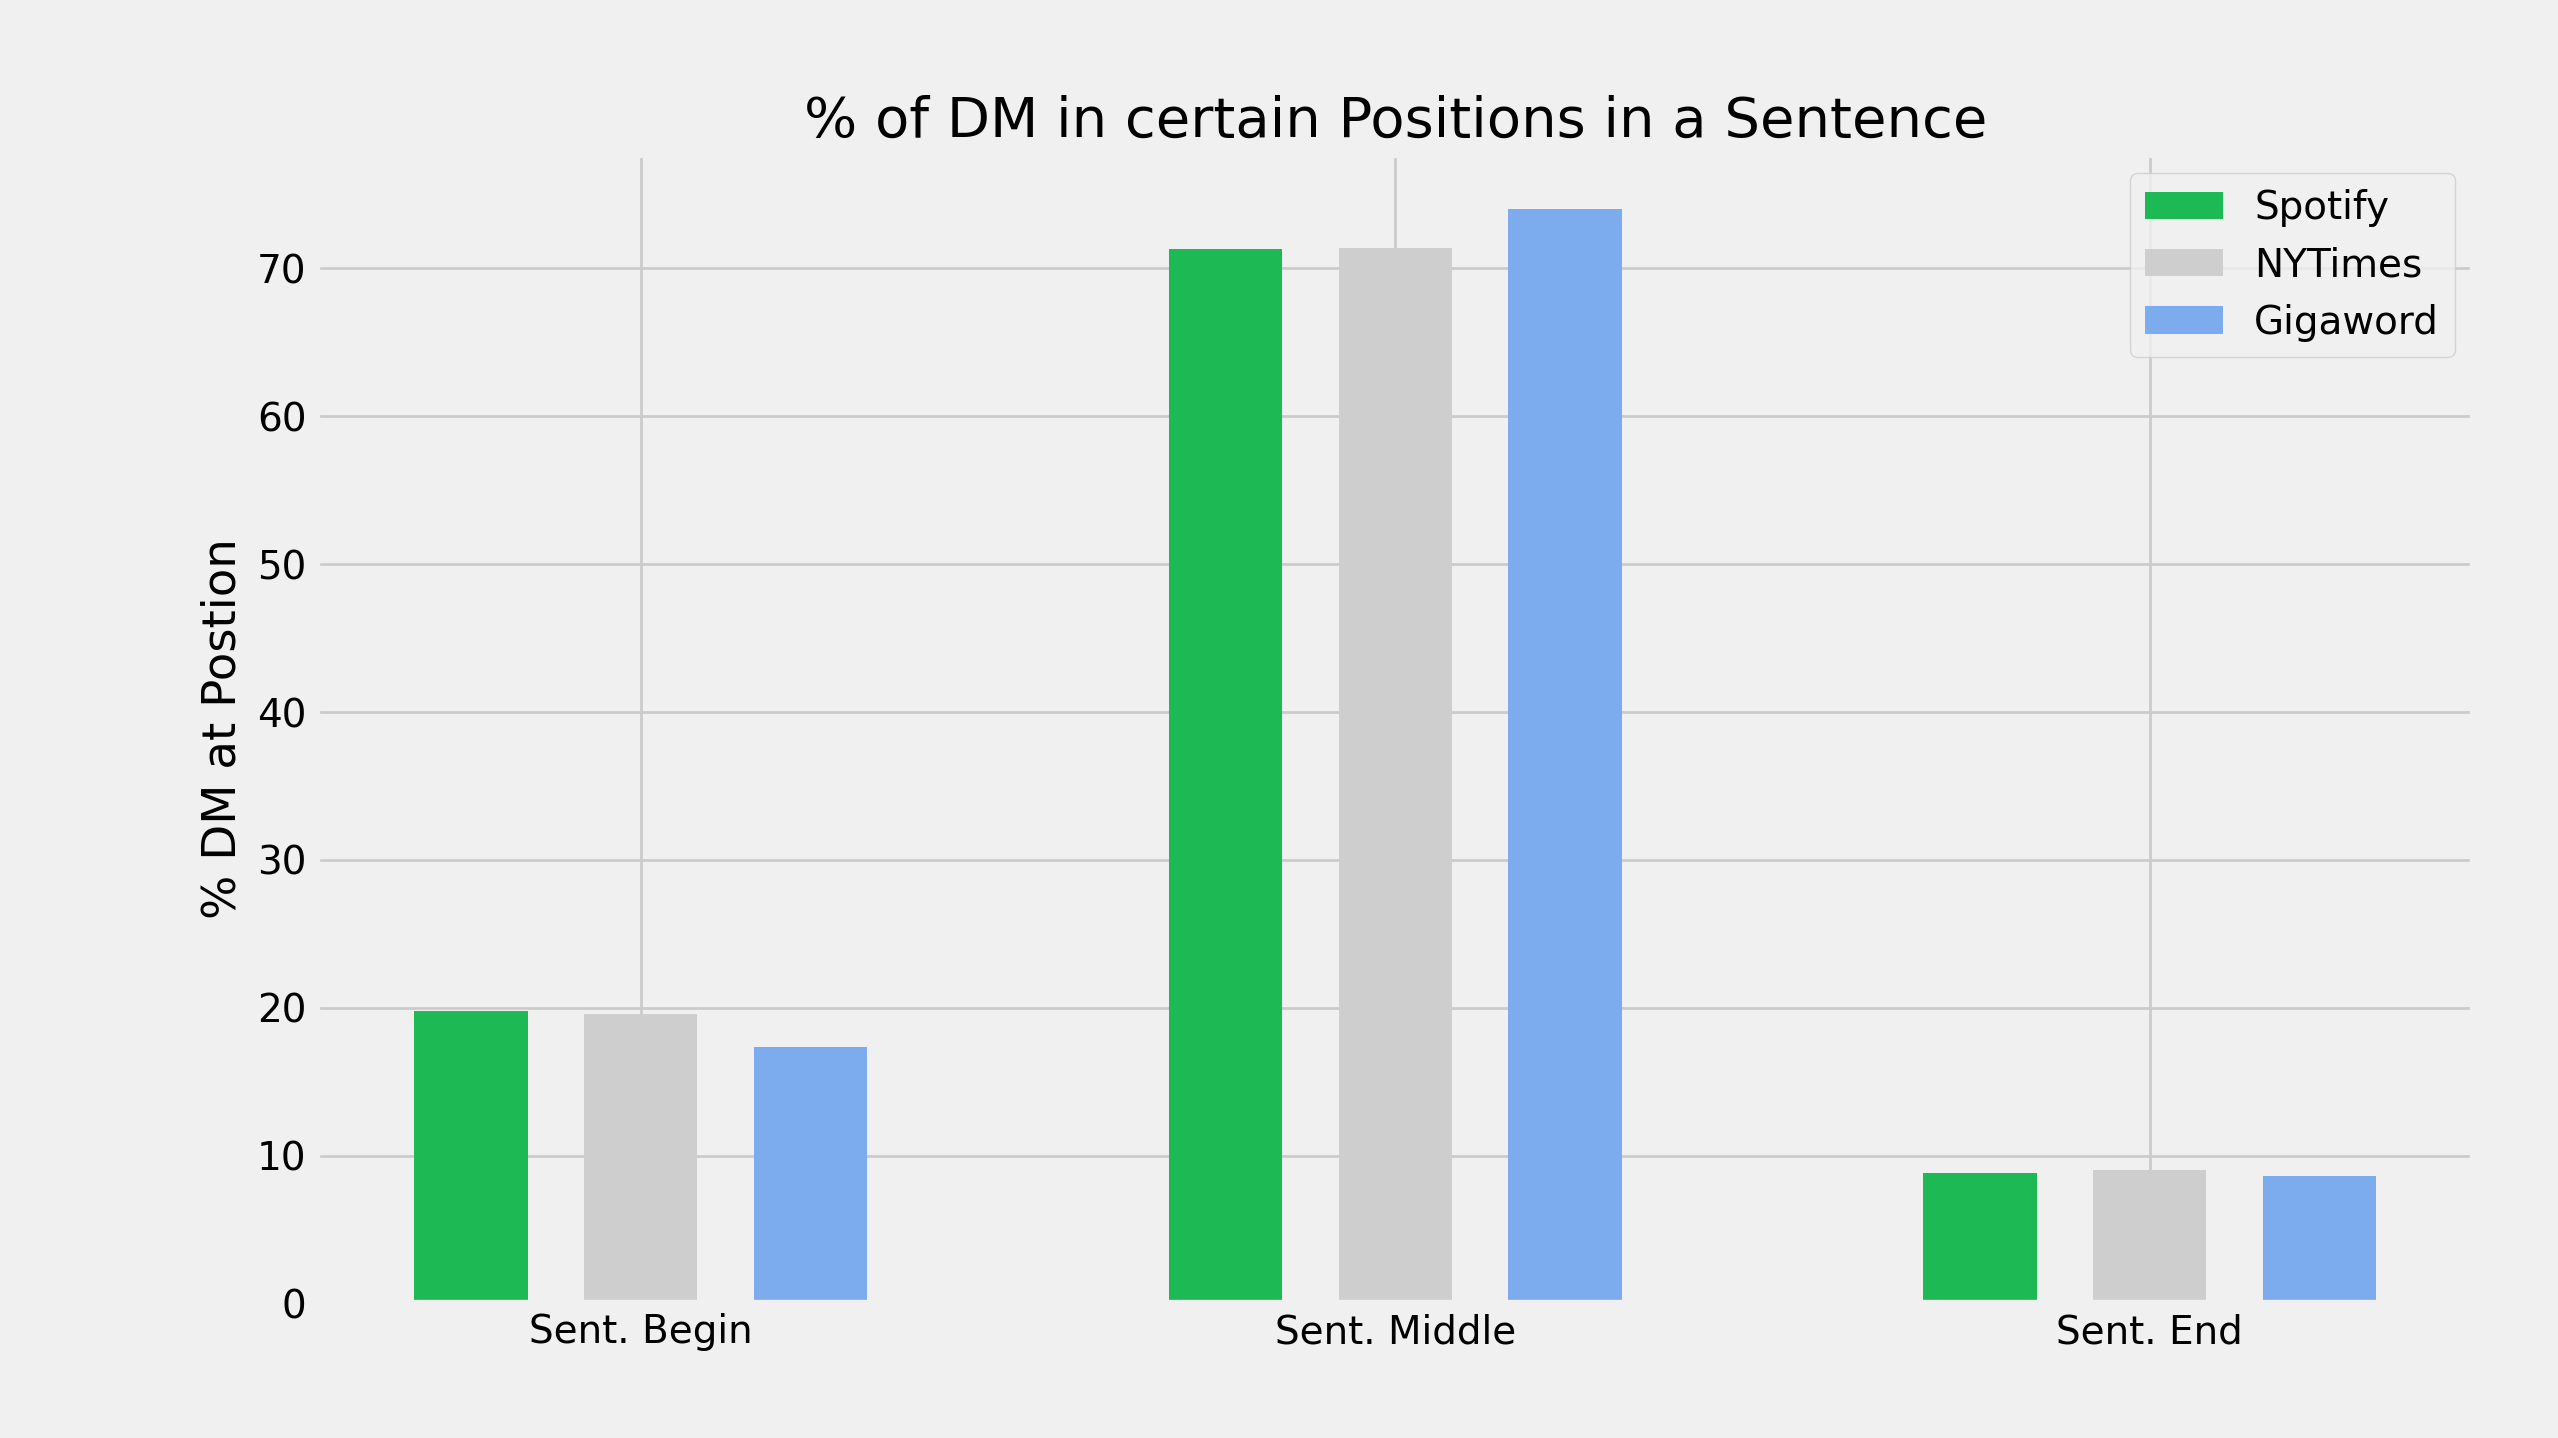 % of DM in certain Positions in a Sentence
Spotify
NYTimes
Gigaword
% DM at Postion
70
60
50
40
30
20
10
0
Sent. Begin
Sent. Middle
Sent. End